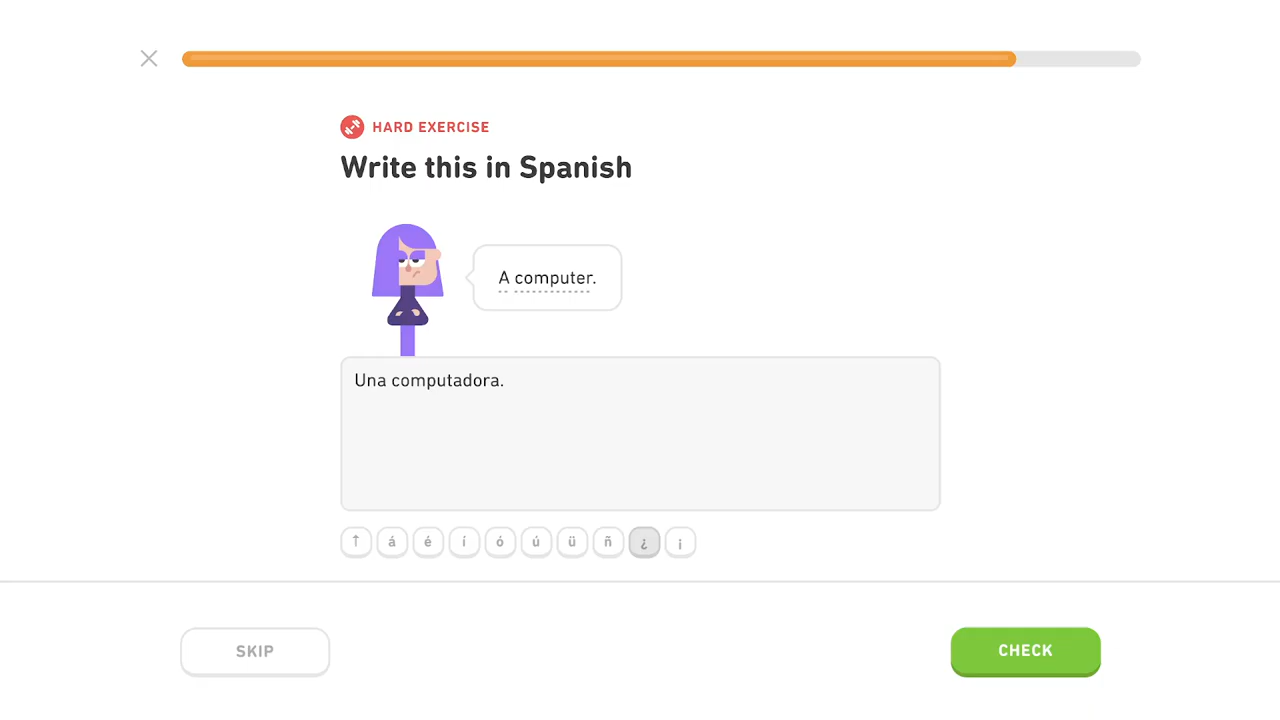 HARD EXERCISE
Write this in Spanish
A computer.
Una computadora.
↑ á é í ó ú ü ñ ¿ ¡
SKIP CHECK